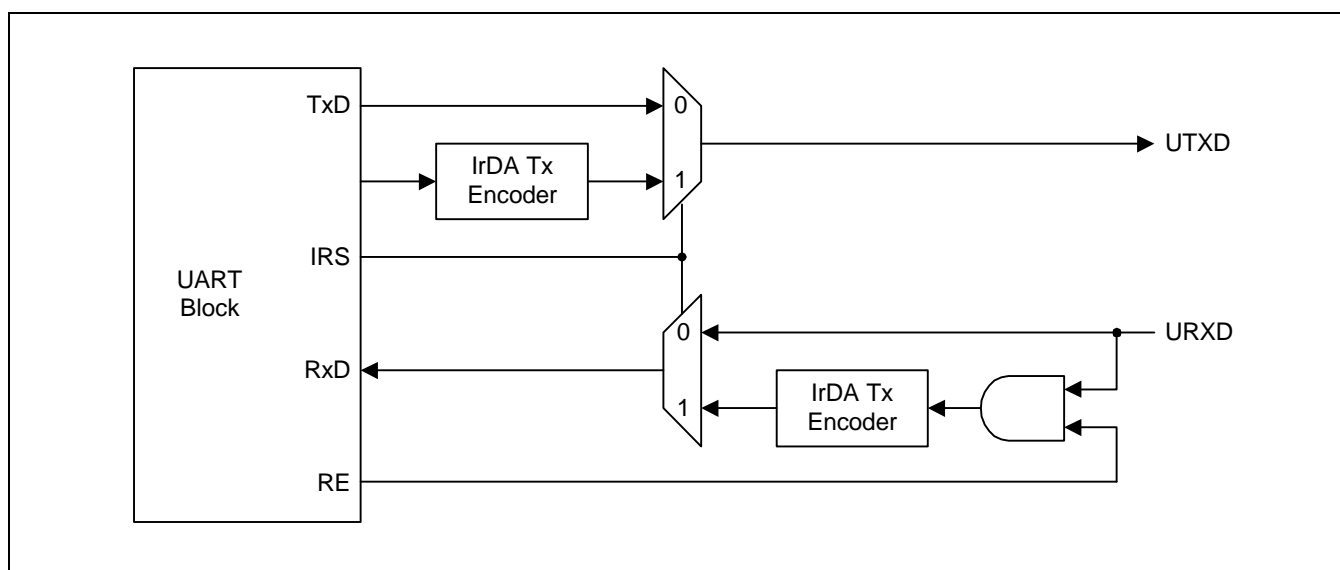 TxD
0
UTXD
IrDA Tx
Encoder
1
IRS
UART
Block
0
URXD
RxD
IrDA Tx
Encoder
1
RE